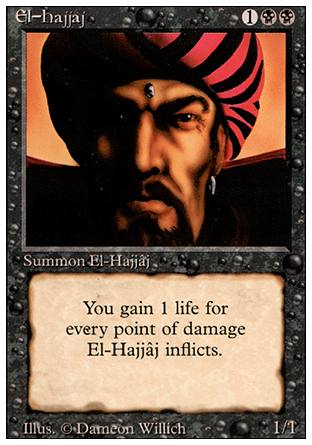 El-Hajjâj 1
Summon El-Hajjâj
You gain 1 life for
every point of damage
El-Hajjâj inflicts.
Illus. © Dameon Willich 1/1